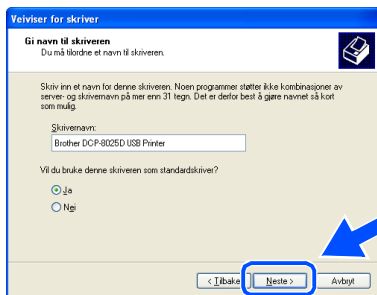 Veiviser for skriver
Gi navn til skriveren
Du må tilordne et navn til skriveren.
Skriv inn et navn for denne skriveren. Noen programmer støtter ikke kombinasjoner av
server- og skrivernavn på mer enn 31 tegn. Det er derfor best å gjøre navnet så kort
som mulig.
Skrivernavn:
Brother DCP-8025D USB Printer
Vil du bruke denne skriveren som standardskriver?
Ja
Nei
< Tilbake
Neste >
Avbryt